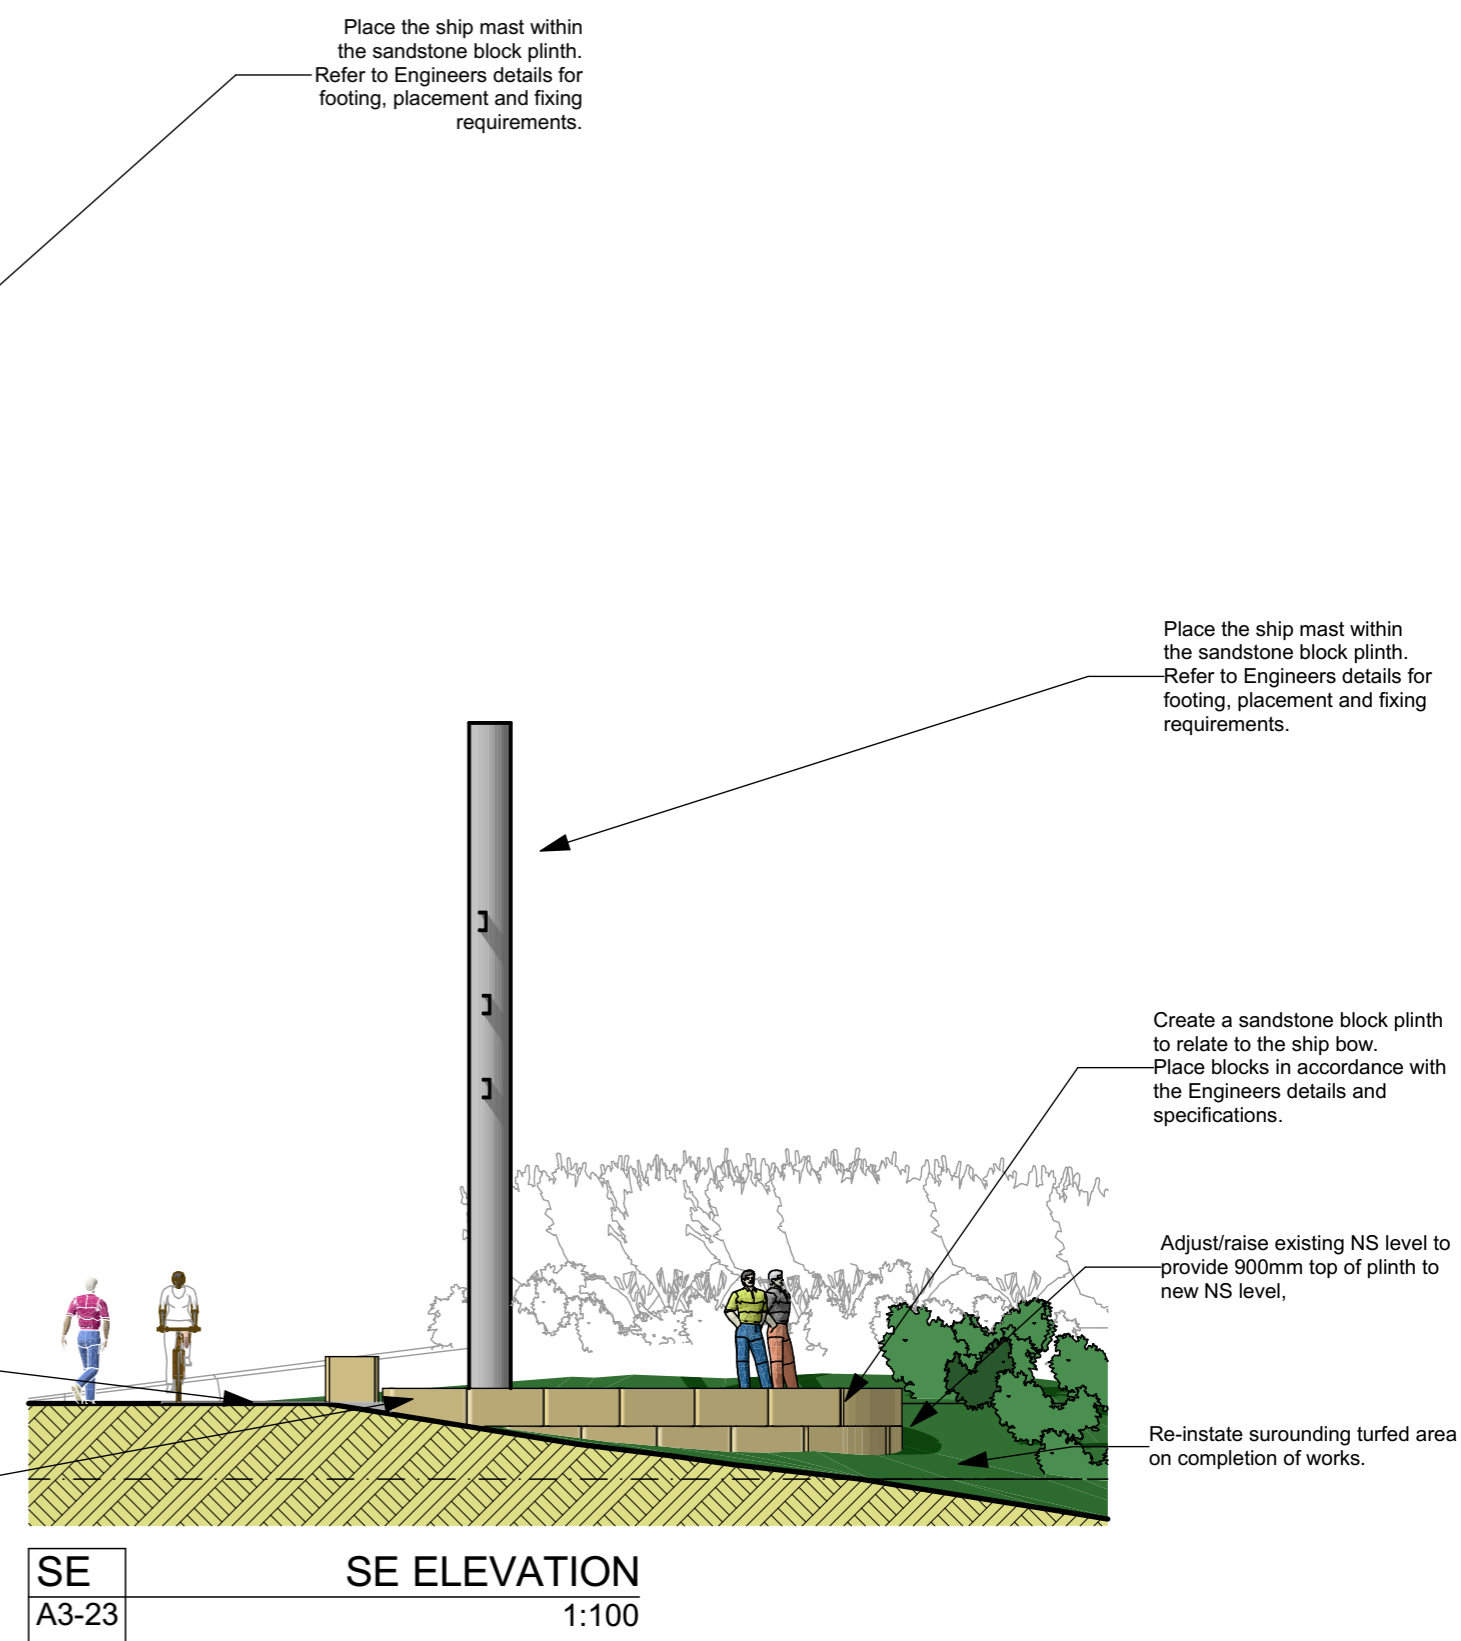 Place the ship mast within
the sandstone block plinth.
Refer to Engineers details for
footing, placement and fixing
requirements.
Place the ship mast within
the sandstone block plinth.
Refer to Engineers details for
footing, placement and fixing
requirements.
Create a sandstone block plinth
to relate to the ship bow.
Place blocks in accordance with
the Engineers details and
specifications.
Adjust/raise existing NS level to
provide 900mm top of plinth to
new NS level,
Re-instate surounding turfed area
on completion of works.
SE
SE ELEVATION
A3-23
1:100